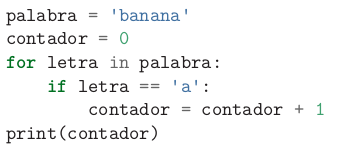 palabra = 'banana'
contador = 0
for letra in palabra:
    if letra == 'a':
        contador = contador + 1
print(contador)